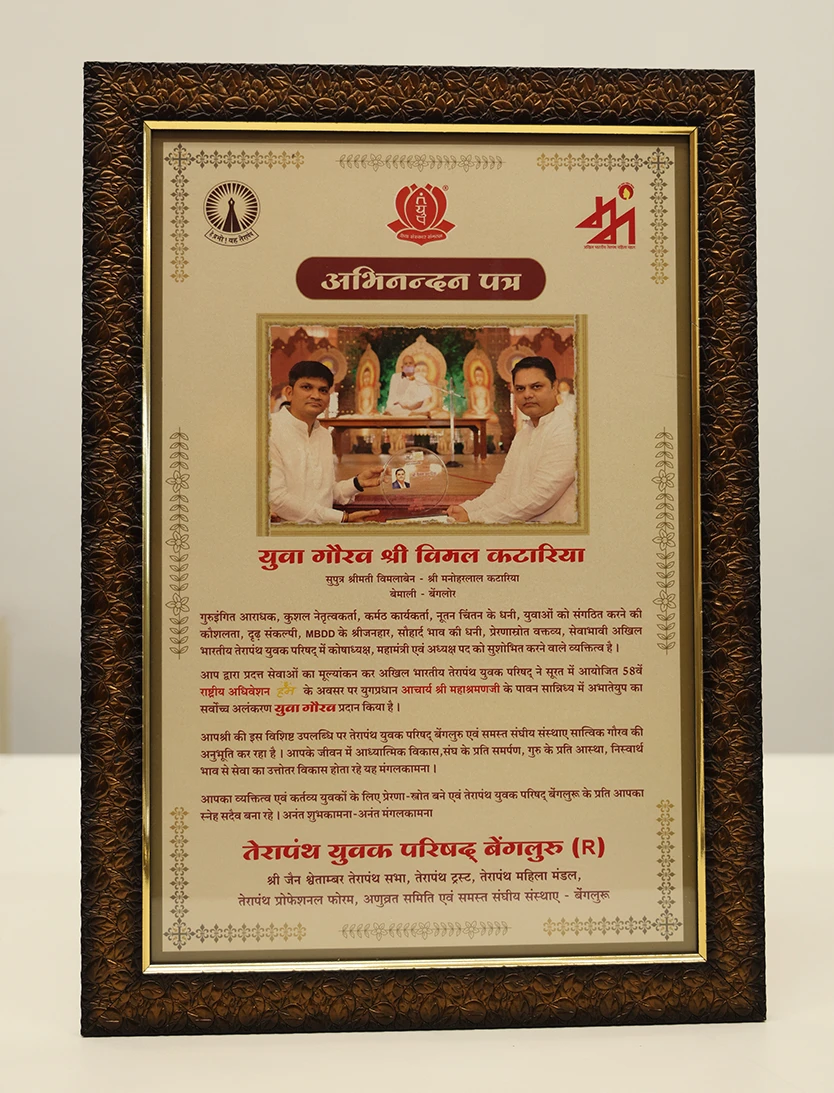 हे प्रभो ! यह तेरापंथ
तेयुप
®
अखिल भारतीय तेरापंथ महिला मंडल
अभिनन्दन पत्र
युवा गौरव श्री विमल कटारिया
सुपुत्र श्रीमती विमलाबेन - श्री मनोहरलाल कटारिया
बेमाली - बेंगलोर
गुरुइंगित आराधक, कुशल नेतृत्वकर्ता, कर्मठ कार्यकर्ता, नूतन चिंतन के धनी, युवाओं को संगठित करने की
कौशलता, दृढ़ संकल्पी, MBDD के श्रीजनहार, सौहार्द भाव की धनी, प्रेरणास्रोत वक्तव्य, सेवाभावी अखिल
भारतीय तेरापंथ युवक परिषद् में कोषाध्यक्ष, महामंत्री एवं अध्यक्ष पद को सुशोभित करने वाले व्यक्तित्व है ।
आप द्वारा प्रदत्त सेवाओं का मूल्यांकन कर अखिल भारतीय तेरापंथ युवक परिषद् ने सूरत में आयोजित 58वें
राष्ट्रीय अधिवेशन के अवसर पर युगप्रधान आचार्य श्री महाश्रमणजी के पावन सान्निध्य में अभातेयुप का
सर्वोच्च अलंकरण युवा गौरव प्रदान किया है ।
आपश्री की इस विशिष्ट उपलब्धि पर तेरापंथ युवक परिषद् बेंगलुरु एवं समस्त संघीय संस्थाए सात्विक गौरव की
अनुभूति कर रहा है । आपके जीवन में आध्यात्मिक विकास,संघ के प्रति समर्पण, गुरु के प्रति आस्था, निस्वार्थ
भाव से सेवा का उत्तोतर विकास होता रहे यह मंगलकामना ।
आपका व्यक्तित्व एवं कर्तव्य युवकों के लिए प्रेरणा-स्त्रोत बने एवं तेरापंथ युवक परिषद् बेंगलुरू के प्रति आपका
स्नेह सदैव बना रहे । अनंत शुभकामना-अनंत मंगलकामना
तेरापंथ युवक परिषद् बेंगलुरु (R)
श्री जैन श्वेताम्बर तेरापंथ सभा, तेरापंथ ट्रस्ट, तेरापंथ महिला मंडल,
तेरापंथ प्रोफेशनल फोरम, अणुव्रत समिति एवं समस्त संघीय संस्थाए - बेंगलुरू